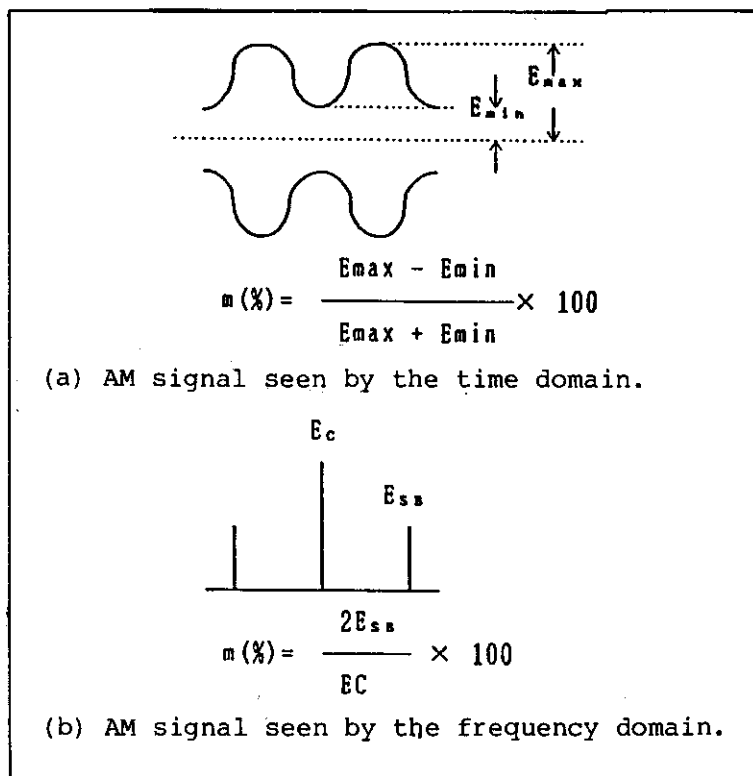 Emax
Emin
Emax - Emin
m(%)= × 100
Emax + Emin
(a) AM signal seen by the time domain.
Ec
ESB
2ESB
m(%)= × 100
EC
(b) AM signal seen by the frequency domain.